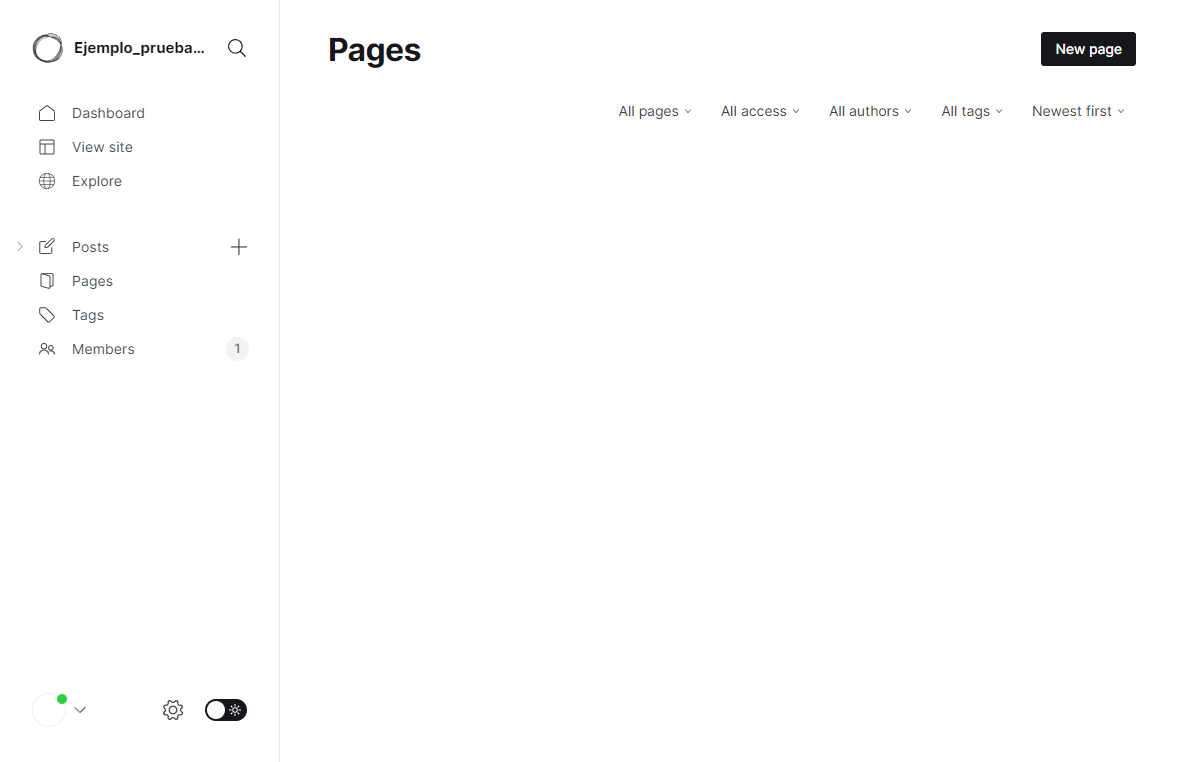 Ejemplo_prueba...
Dashboard
View site
Explore
Posts
Pages
Tags
Members 1
Pages
New page
All pages All access All authors All tags Newest first